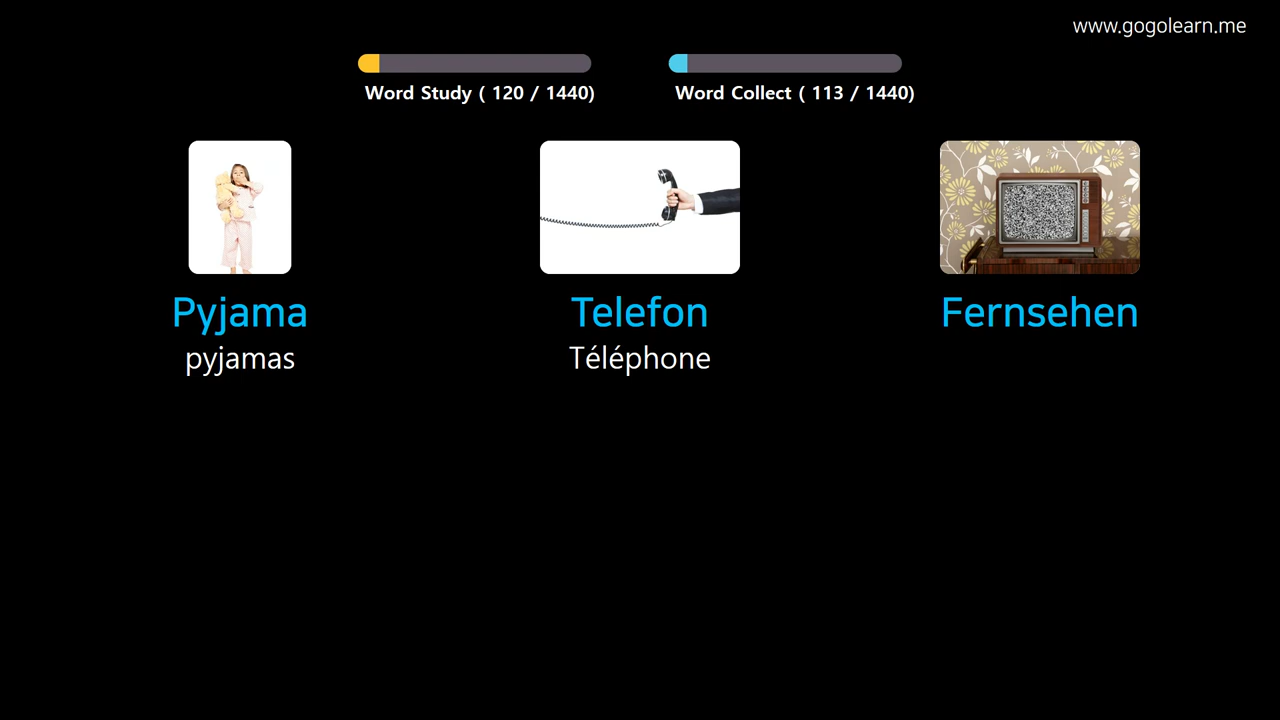 www.gogolearn.me
Word Study ( 120 / 1440)
Word Collect ( 113 / 1440)
Pyjama
pyjamas
Telefon
Téléphone
Fernsehen